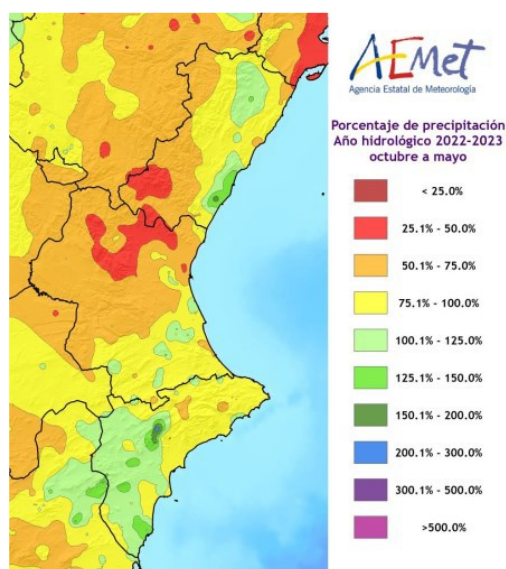 AEMet
Agencia Estatal de Meteorología
Porcentaje de precipitación
Año hidrológico 2022-2023
octubre a mayo
< 25.0%
25.1% - 50.0%
50.1% - 75.0%
75.1% - 100.0%
100.1% - 125.0%
125.1% - 150.0%
150.1% - 200.0%
200.1% - 300.0%
300.1% - 500.0%
>500.0%